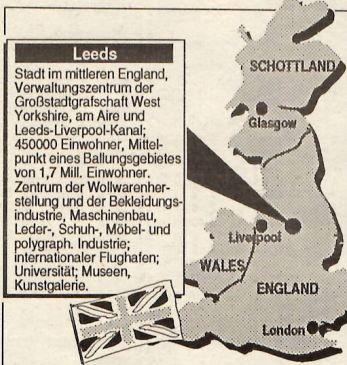 Leeds
Stadt im mittleren England,
Verwaltungszentrum der
Großstadtgrafschaft West
Yorkshire, am Aire und
Leeds-Liverpool-Kanal;
450000 Einwohner, Mittel-
punkt eines Ballungsgebietes
von 1,7 Mill. Einwohner.
Zentrum der Wollwarenher-
stellung und der Bekleidungs-
industrie, Maschinenbau,
Leder-, Schuh-, Möbel- und
polygraph. Industrie;
internationaler Flughafen;
Universität; Museen,
Kunstgalerie.
SCHOTTLAND
Glasgow
Liverpool
WALES
ENGLAND
London